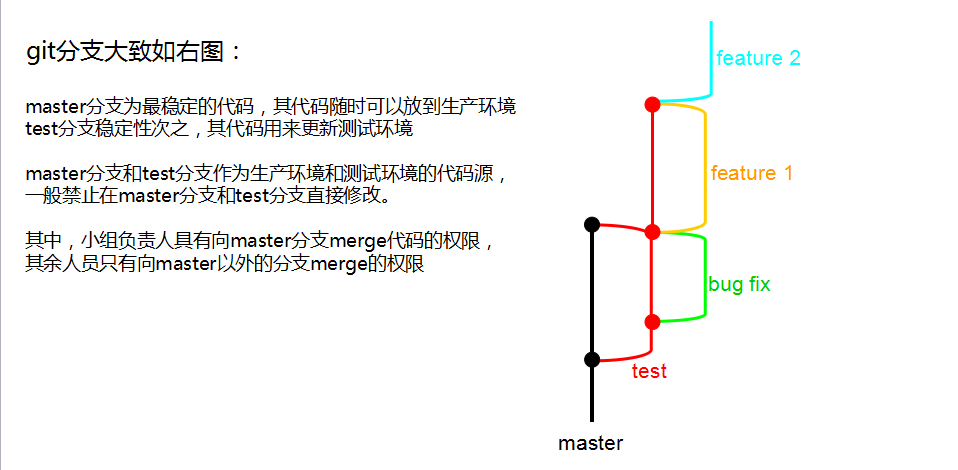 git分支大致如右图：
master分支为最稳定的代码，其代码随时可以放到生产环境
test分支稳定性次之，其代码用来更新测试环境
master分支和test分支作为生产环境和测试环境的代码源，
一般禁止在master分支和test分支直接修改。
其中，小组负责人具有向master分支merge代码的权限，
其余人员只有向master以外的分支merge的权限
feature 2
feature 1
bug fix
test
master